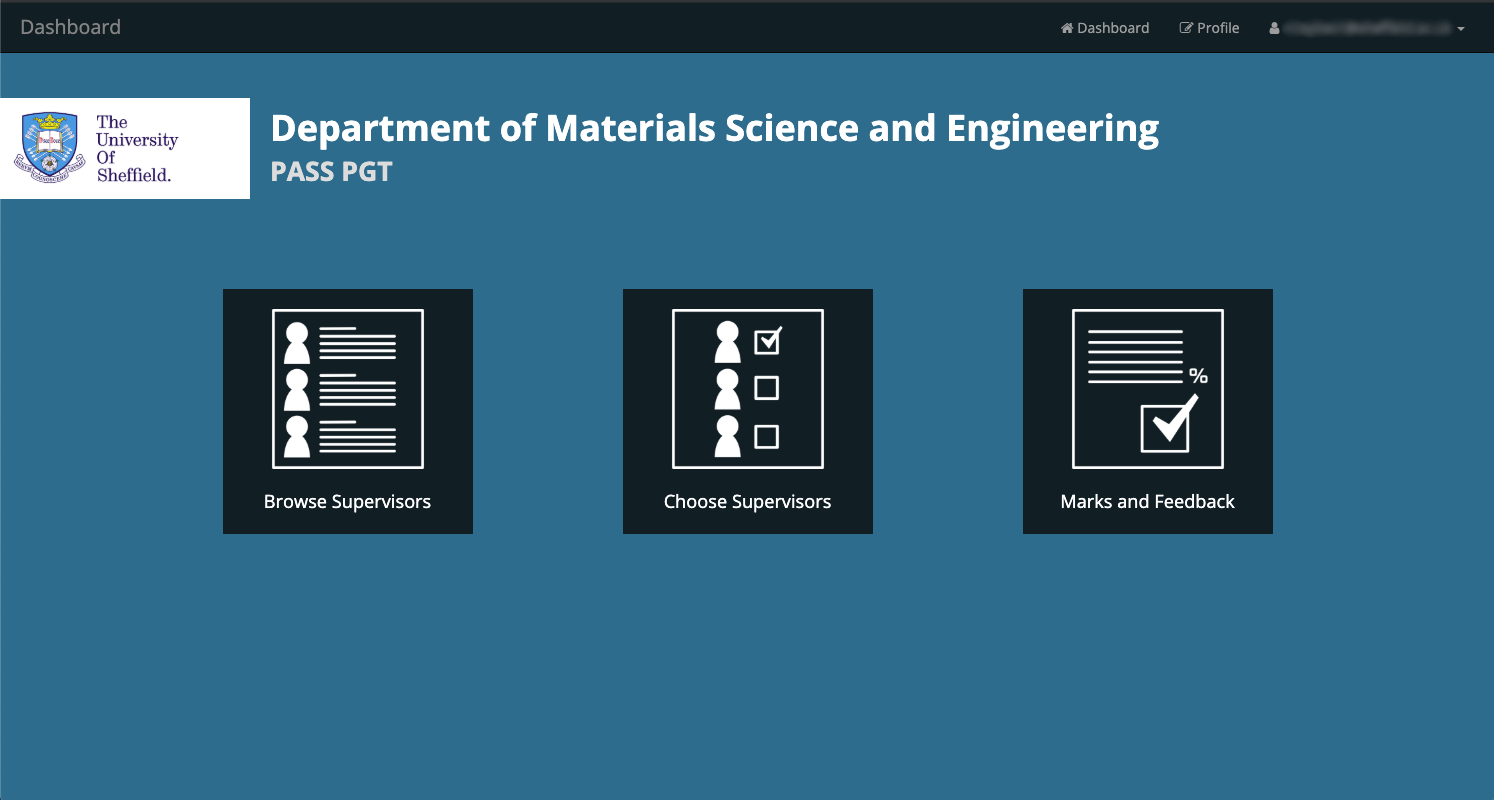 Dashboard
Dashboard
Profile
The
University
Of
Sheffield.
Department of Materials Science and Engineering
PASS PGT
%
Browse Supervisors
Choose Supervisors
Marks and Feedback